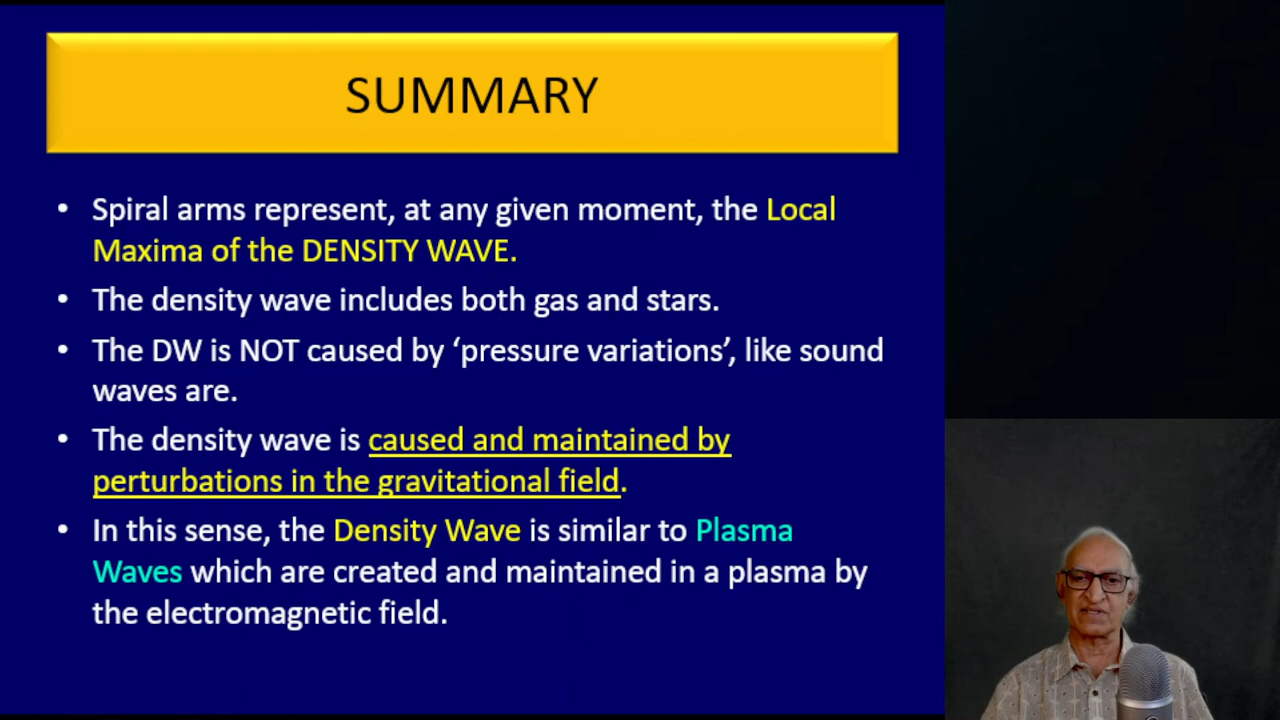 SUMMARY
• Spiral arms represent, at any given moment, the Local
Maxima of the DENSITY WAVE.
• The density wave includes both gas and stars.
• The DW is NOT caused by ‘pressure variations’, like sound
waves are.
• The density wave is caused and maintained by
perturbations in the gravitational field.
• In this sense, the Density Wave is similar to Plasma
Waves which are created and maintained in a plasma by
the electromagnetic field.